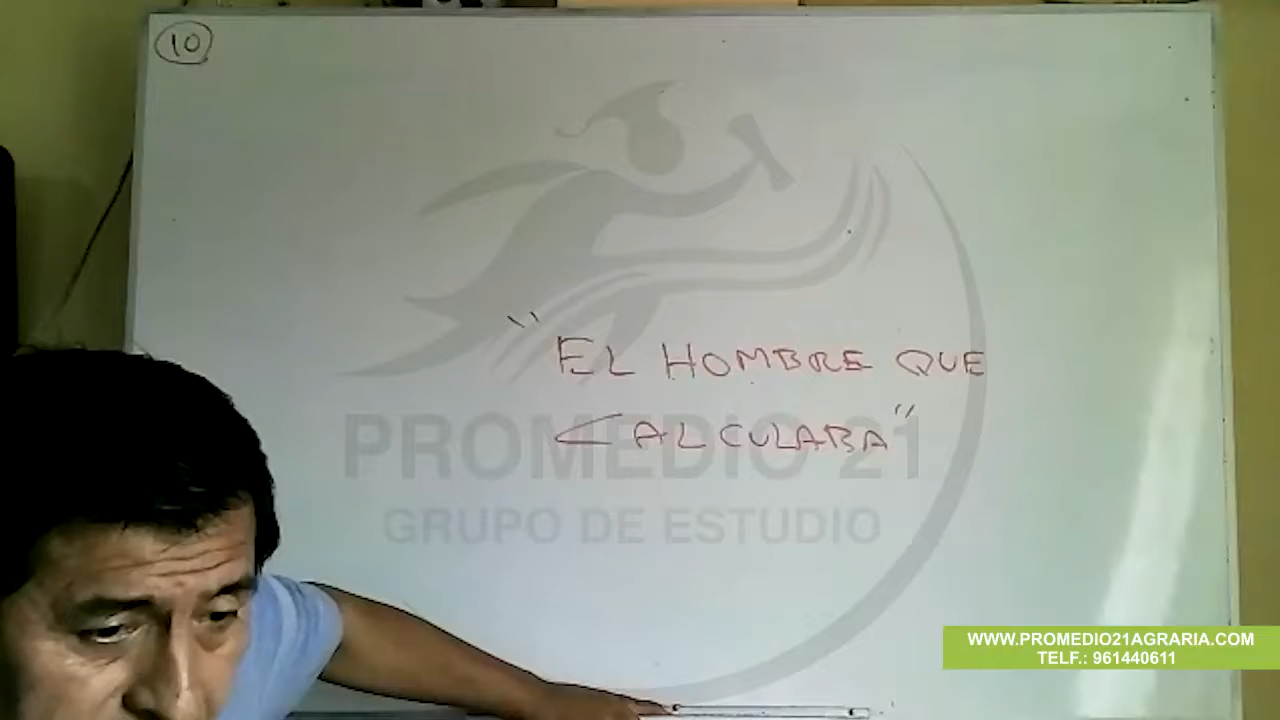 10
"EL HOMBRE QUE
CALCULABA"
PROMEDIO 21
GRUPO DE ESTUDIO
WWW.PROMEDIO21AGRARIA.COM
TELF.: 961440611